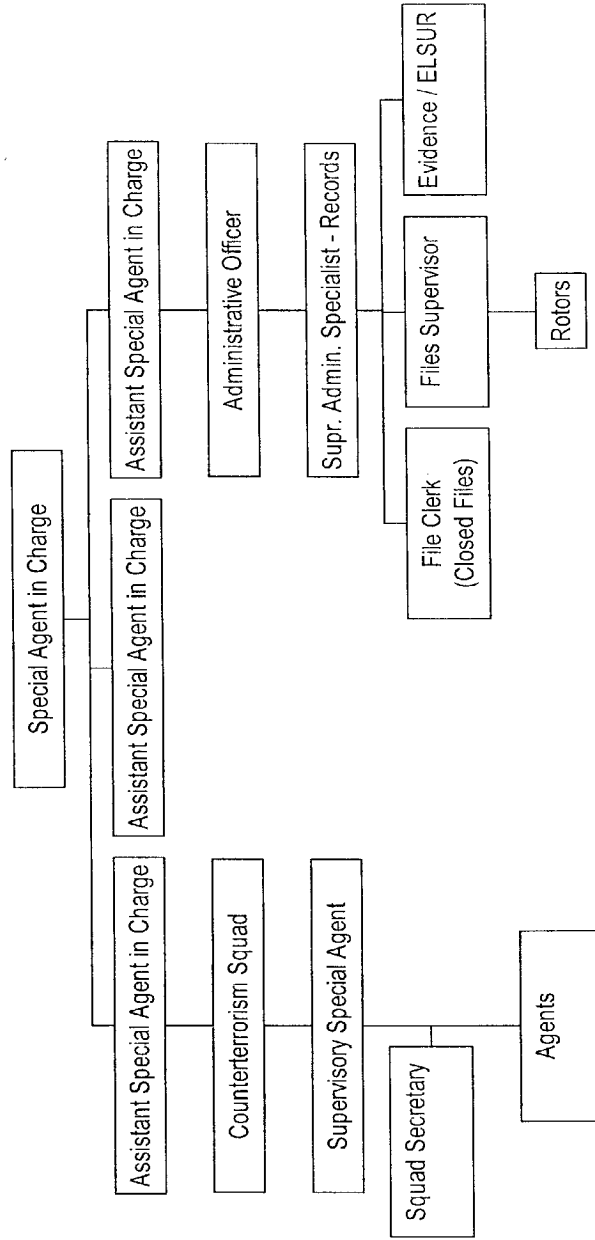 Special Agent in Charge
Assistant Special Agent in Charge
Assistant Special Agent in Charge
Assistant Special Agent in Charge
Counterterrorism Squad
Administrative Officer
Supervisory Special Agent
Supr. Admin. Specialist - Records
Squad Secretary
Agents
File Clerk
(Closed Files)
Files Supervisor
Evidence / ELSUR
Rotors